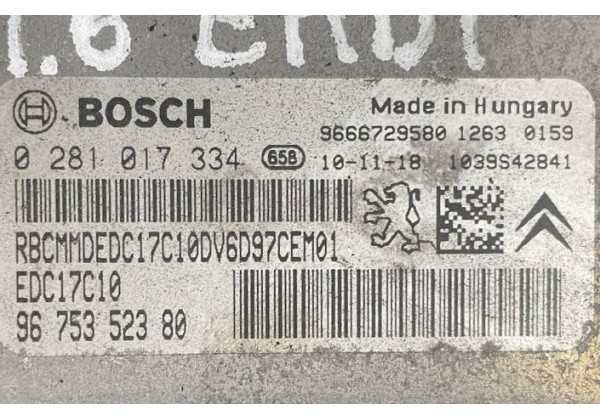 1.6
BOSCH
Made in Hungary
9666729580 1263 0159
0 281 017 334 658
10-11-18 1039S42841
RBCMMDEDC17C10DV6D97CEM01
EDC17C10
96 753 523 80